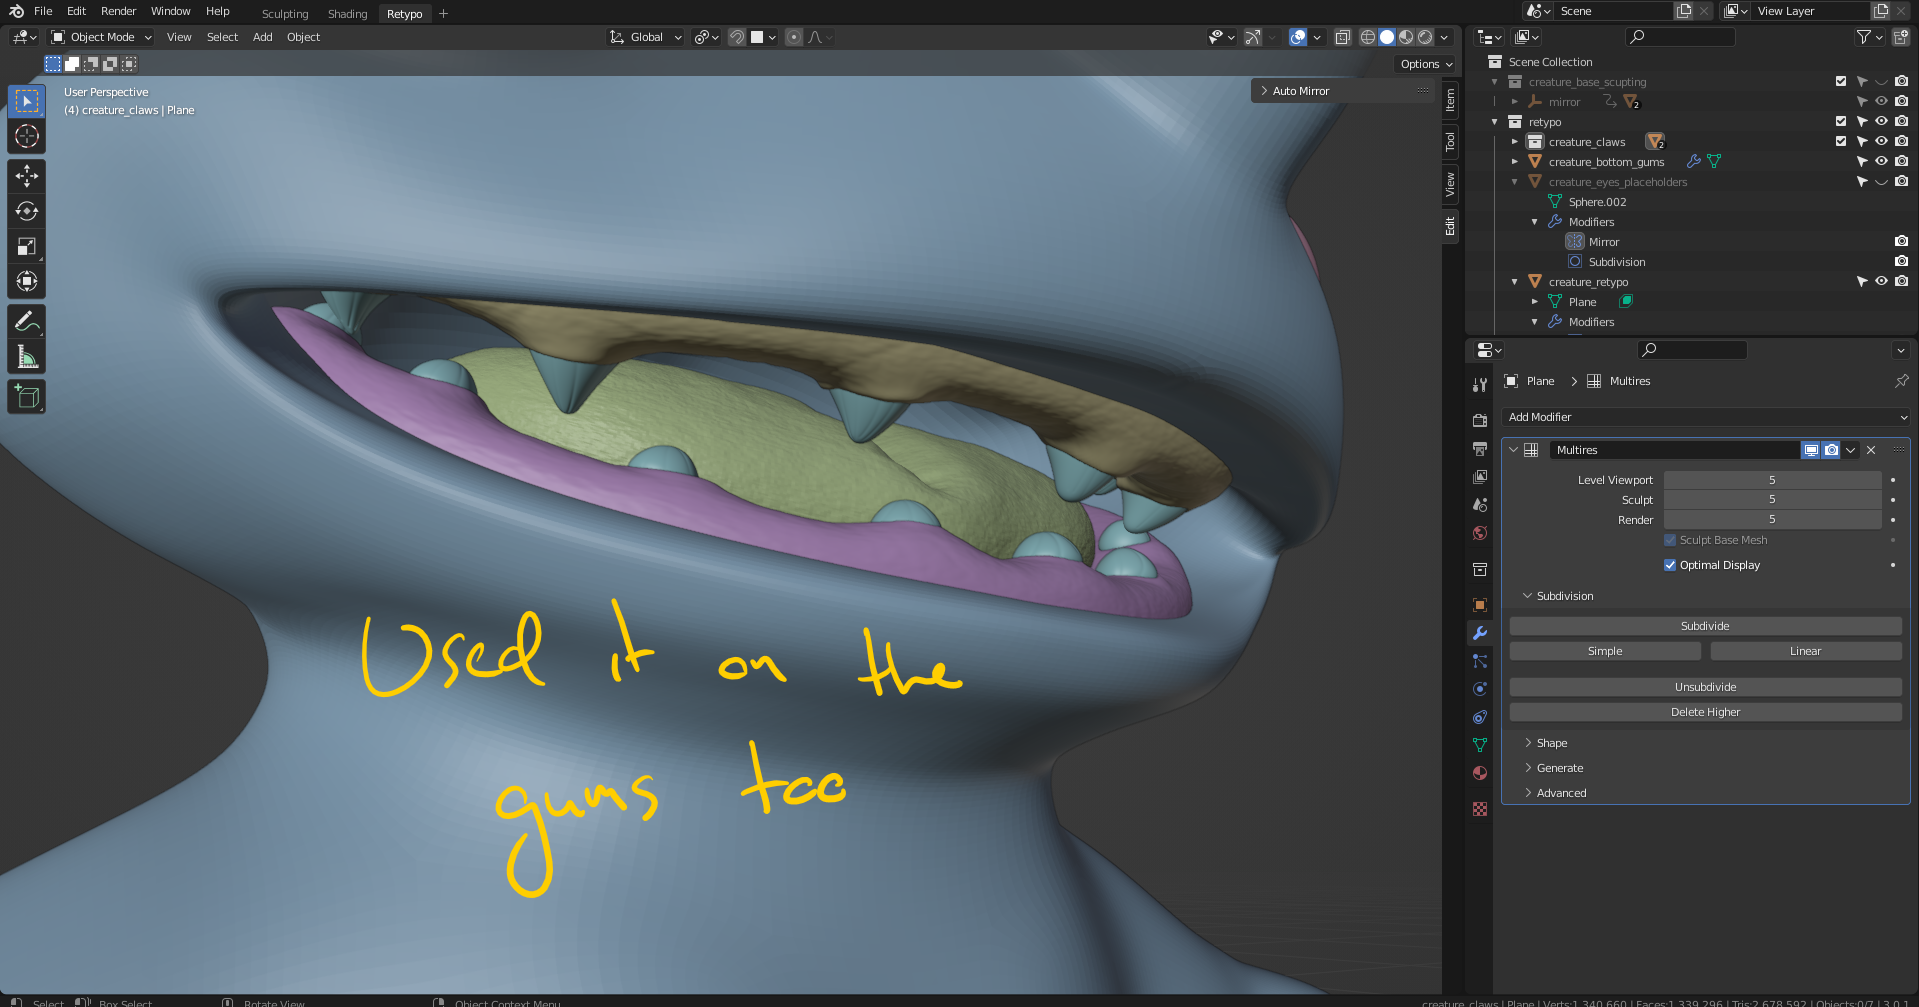 File Edit Render Window Help Sculpting Shading Retypo + Scene View Layer
Object Mode View Select Add Object Global
Options
User Perspective
(4) creature_claws | Plane
Auto Mirror
Item
Tool
View
Edit
Used it on the
gums too
Scene Collection
creature_base_scupting
mirror 2
retypo
creature_claws 2
creature_bottom_gums
creature_eyes_placeholders
Sphere.002
Modifiers
Mirror
Subdivision
creature_retypo
Plane
Modifiers
Plane > Multires
Add Modifier
Multires
Level Viewport 5
Sculpt 5
Render 5
Sculpt Base Mesh
Optimal Display
Subdivision
Subdivide
Simple Linear
Unsubdivide
Delete Higher
Shape
Generate
Advanced
Select Box Select Rotate View Object Context Menu creature_claws | Plane | Verts:1,340,660 | Faces:1,339,296 | Tris:2,678,592 | Objects:0/7 | 3.0.1